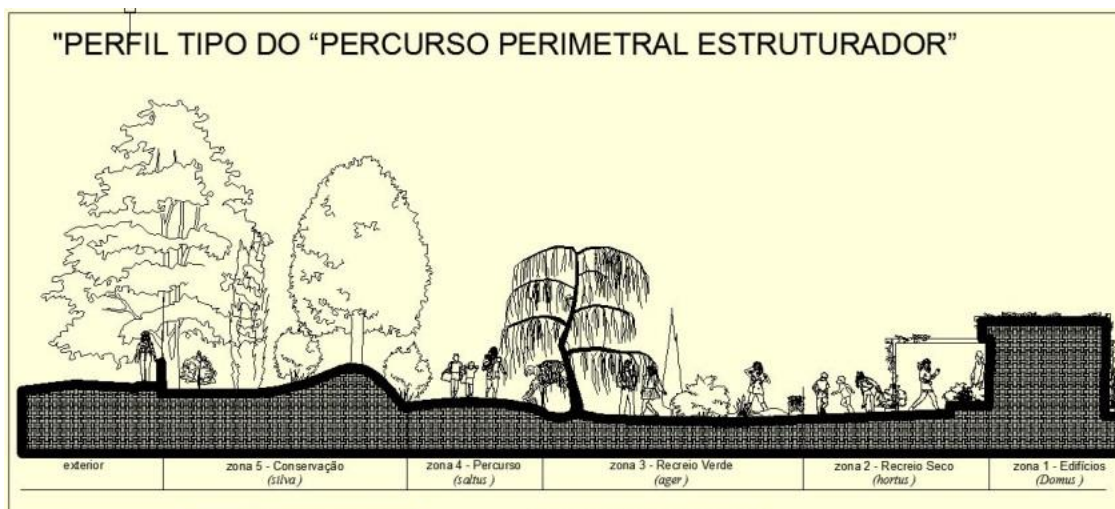 "PERFIL TIPO DO “PERCURSO PERIMETRAL ESTRUTURADOR”
exterior
zona 5 - Conservação
(silva )
zona 4 - Percurso
(saltus )
zona 3 - Recreio Verde
(ager )
zona 2 - Recreio Seco
(hortus )
zona 1 - Edifícios
(Domus )